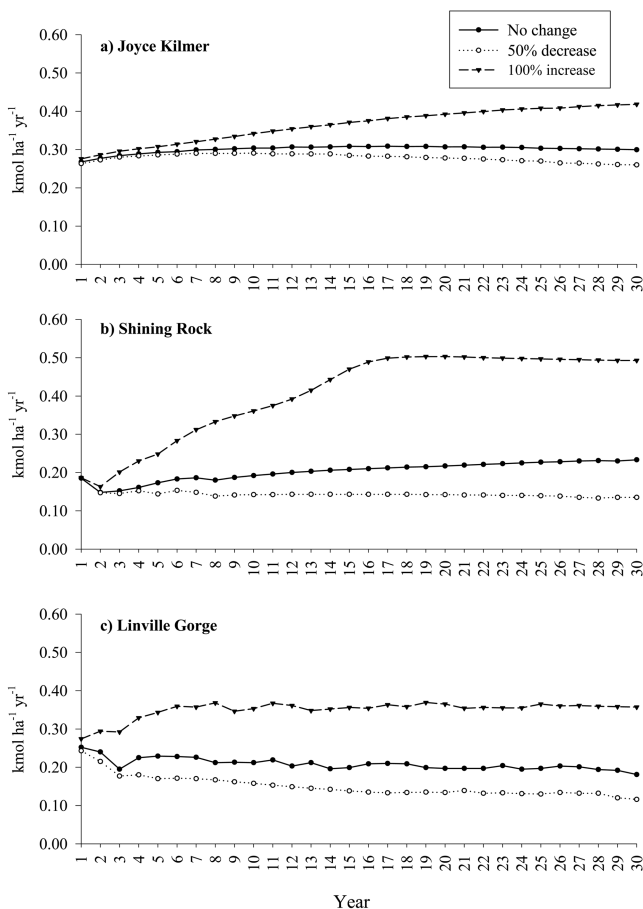 No change
50% decrease
100% increase
a) Joyce Kilmer
kmol ha⁻¹ yr⁻¹
0.60
0.50
0.40
0.30
0.20
0.10
0.00
1 2 3 4 5 6 7 8 9 10 11 12 13 14 15 16 17 18 19 20 21 22 23 24 25 26 27 28 29 30
b) Shining Rock
kmol ha⁻¹ yr⁻¹
0.60
0.50
0.40
0.30
0.20
0.10
0.00
1 2 3 4 5 6 7 8 9 10 11 12 13 14 15 16 17 18 19 20 21 22 23 24 25 26 27 28 29 30
c) Linville Gorge
kmol ha⁻¹ yr⁻¹
0.60
0.50
0.40
0.30
0.20
0.10
0.00
1 2 3 4 5 6 7 8 9 10 11 12 13 14 15 16 17 18 19 20 21 22 23 24 25 26 27 28 29 30
Year